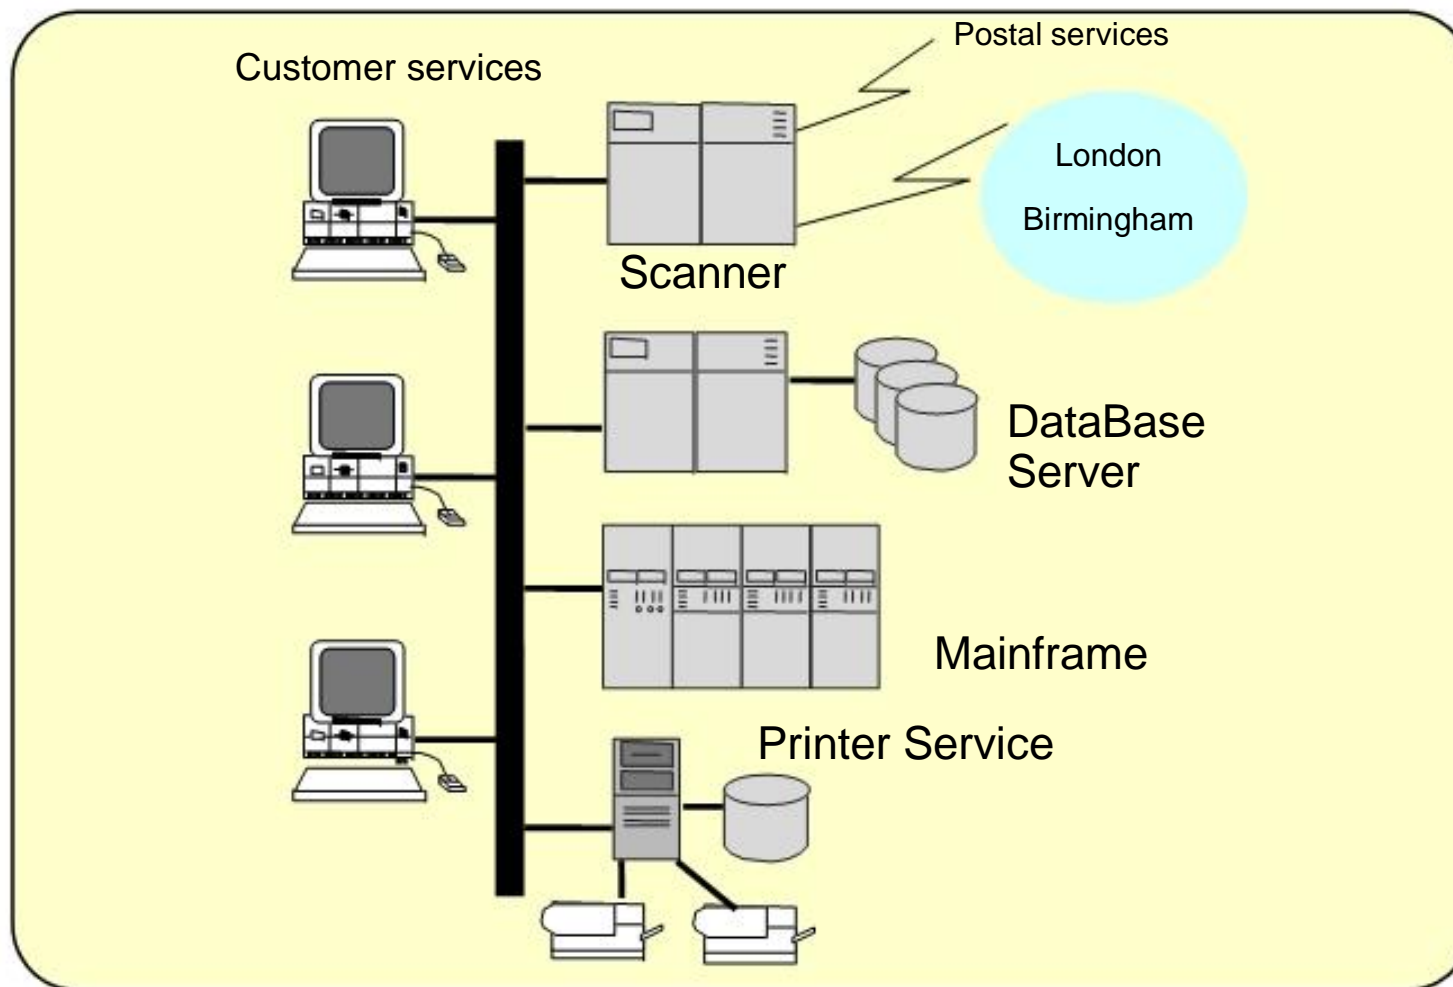 Postal services
Customer services
London
Birmingham
Scanner
DataBase
Server
Mainframe
Printer Service